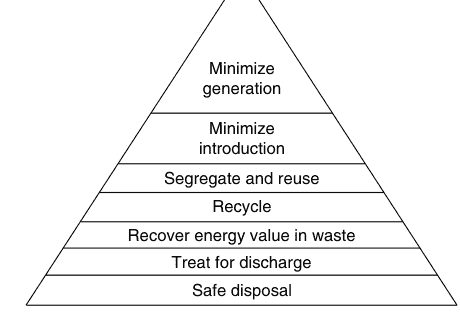 Minimize
generation
Minimize
introduction
Segregate and reuse
Recycle
Recover energy value in waste
Treat for discharge
Safe disposal